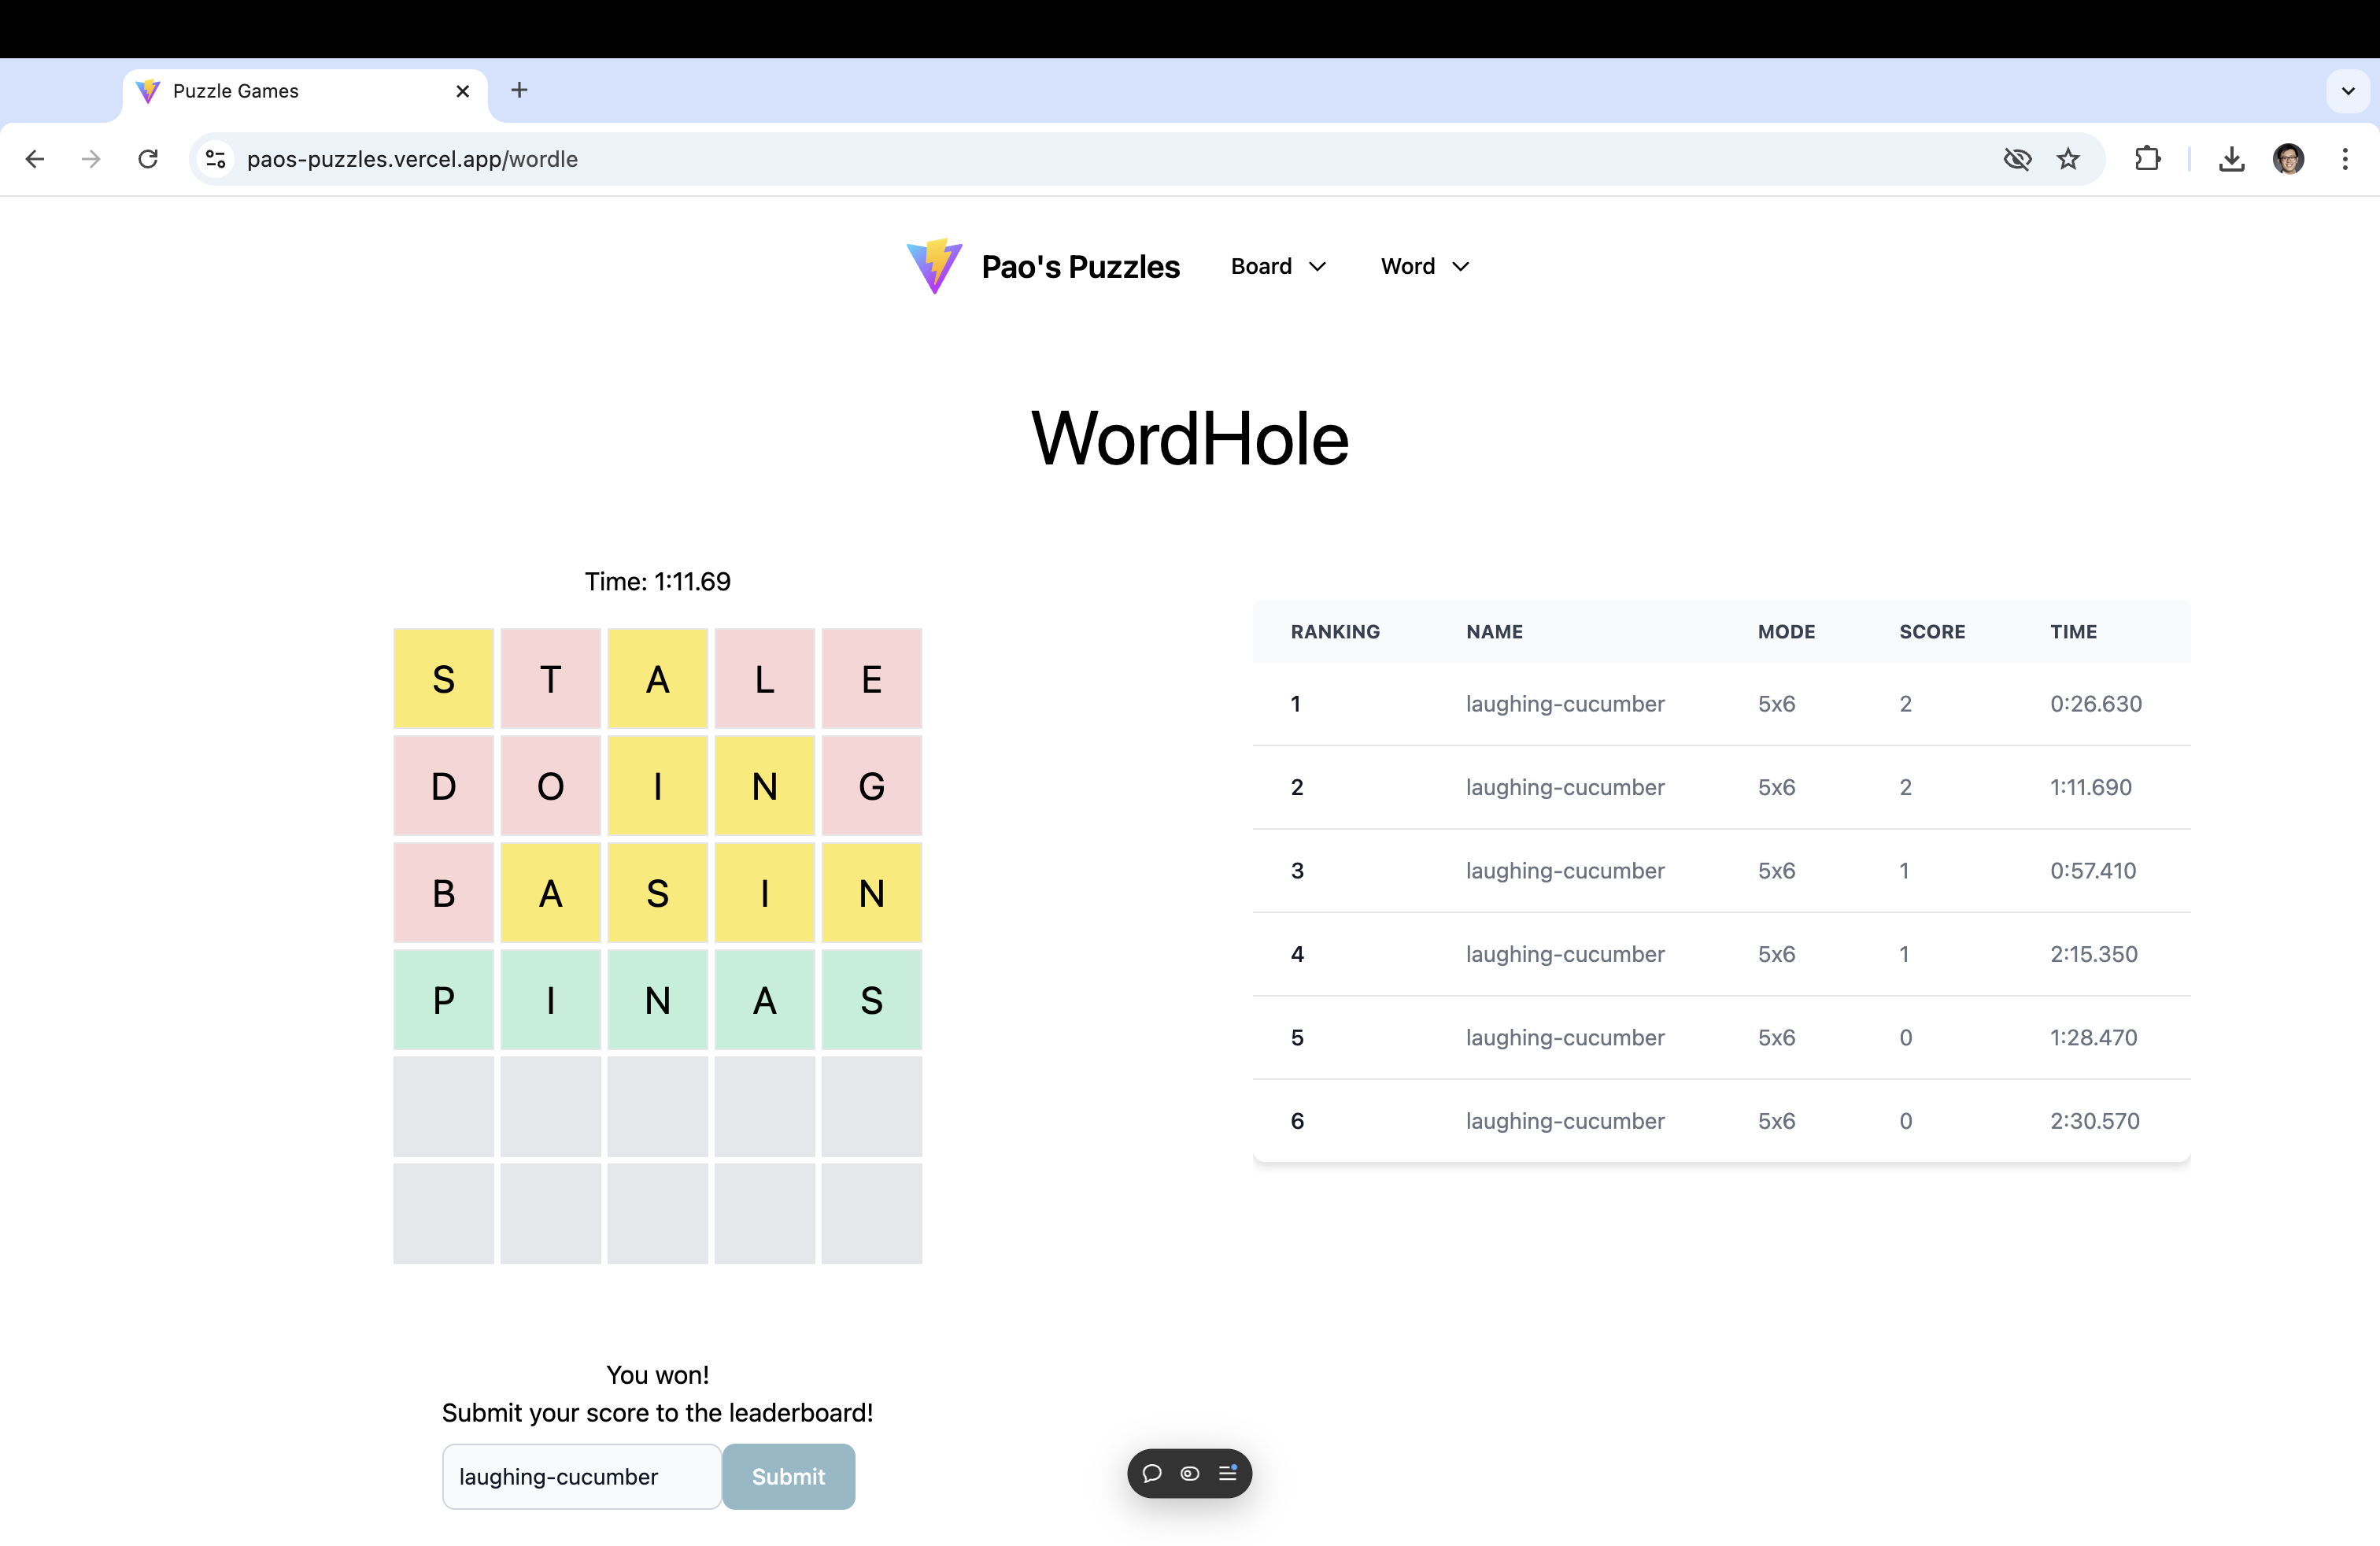 Puzzle Games
paos-puzzles.vercel.app/wordle
Pao's Puzzles Board Word
WordHole
Time: 1:11.69
S T A L E
D O I N G
B A S I N
P I N A S
You won!
Submit your score to the leaderboard!
laughing-cucumber Submit
RANKING NAME MODE SCORE TIME
1 laughing-cucumber 5x6 2 0:26.630
2 laughing-cucumber 5x6 2 1:11.690
3 laughing-cucumber 5x6 1 0:57.410
4 laughing-cucumber 5x6 1 2:15.350
5 laughing-cucumber 5x6 0 1:28.470
6 laughing-cucumber 5x6 0 2:30.570